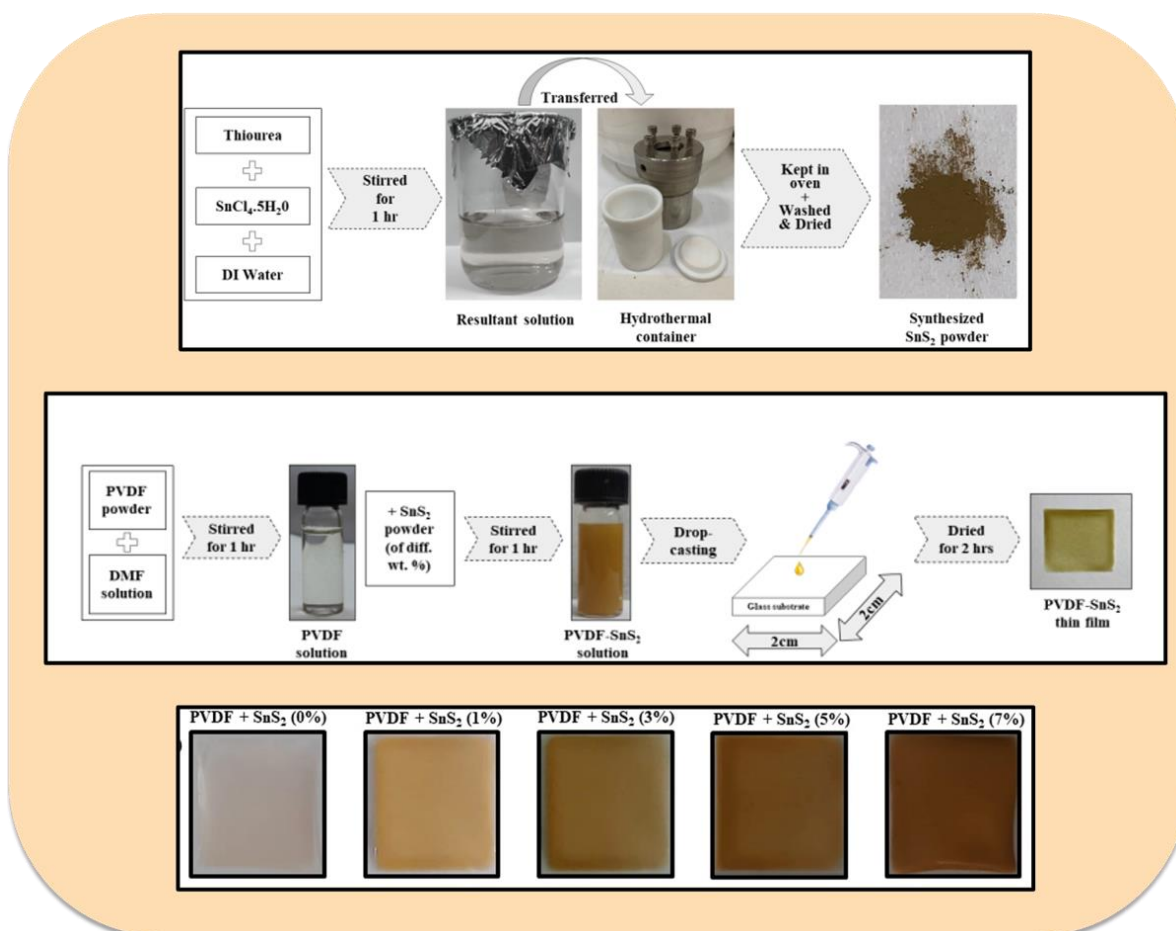 Transferred
Thiourea
SnCl₄.5H₂0
DI Water
Stirred
for
1 hr
Kept in
oven
+
Washed
& Dried
Resultant solution
Hydrothermal
container
Synthesized
SnS₂ powder
PVDF
powder
DMF
solution
Stirred
for 1 hr
PVDF
solution
+ SnS₂
powder
(of diff.
wt. %)
Stirred
for 1 hr
PVDF-SnS₂
solution
Drop-
casting
Glass substrate
2cm
2cm
Dried
for 2 hrs
PVDF-SnS₂
thin film
PVDF + SnS₂ (0%) PVDF + SnS₂ (1%) PVDF + SnS₂ (3%) PVDF + SnS₂ (5%) PVDF + SnS₂ (7%)